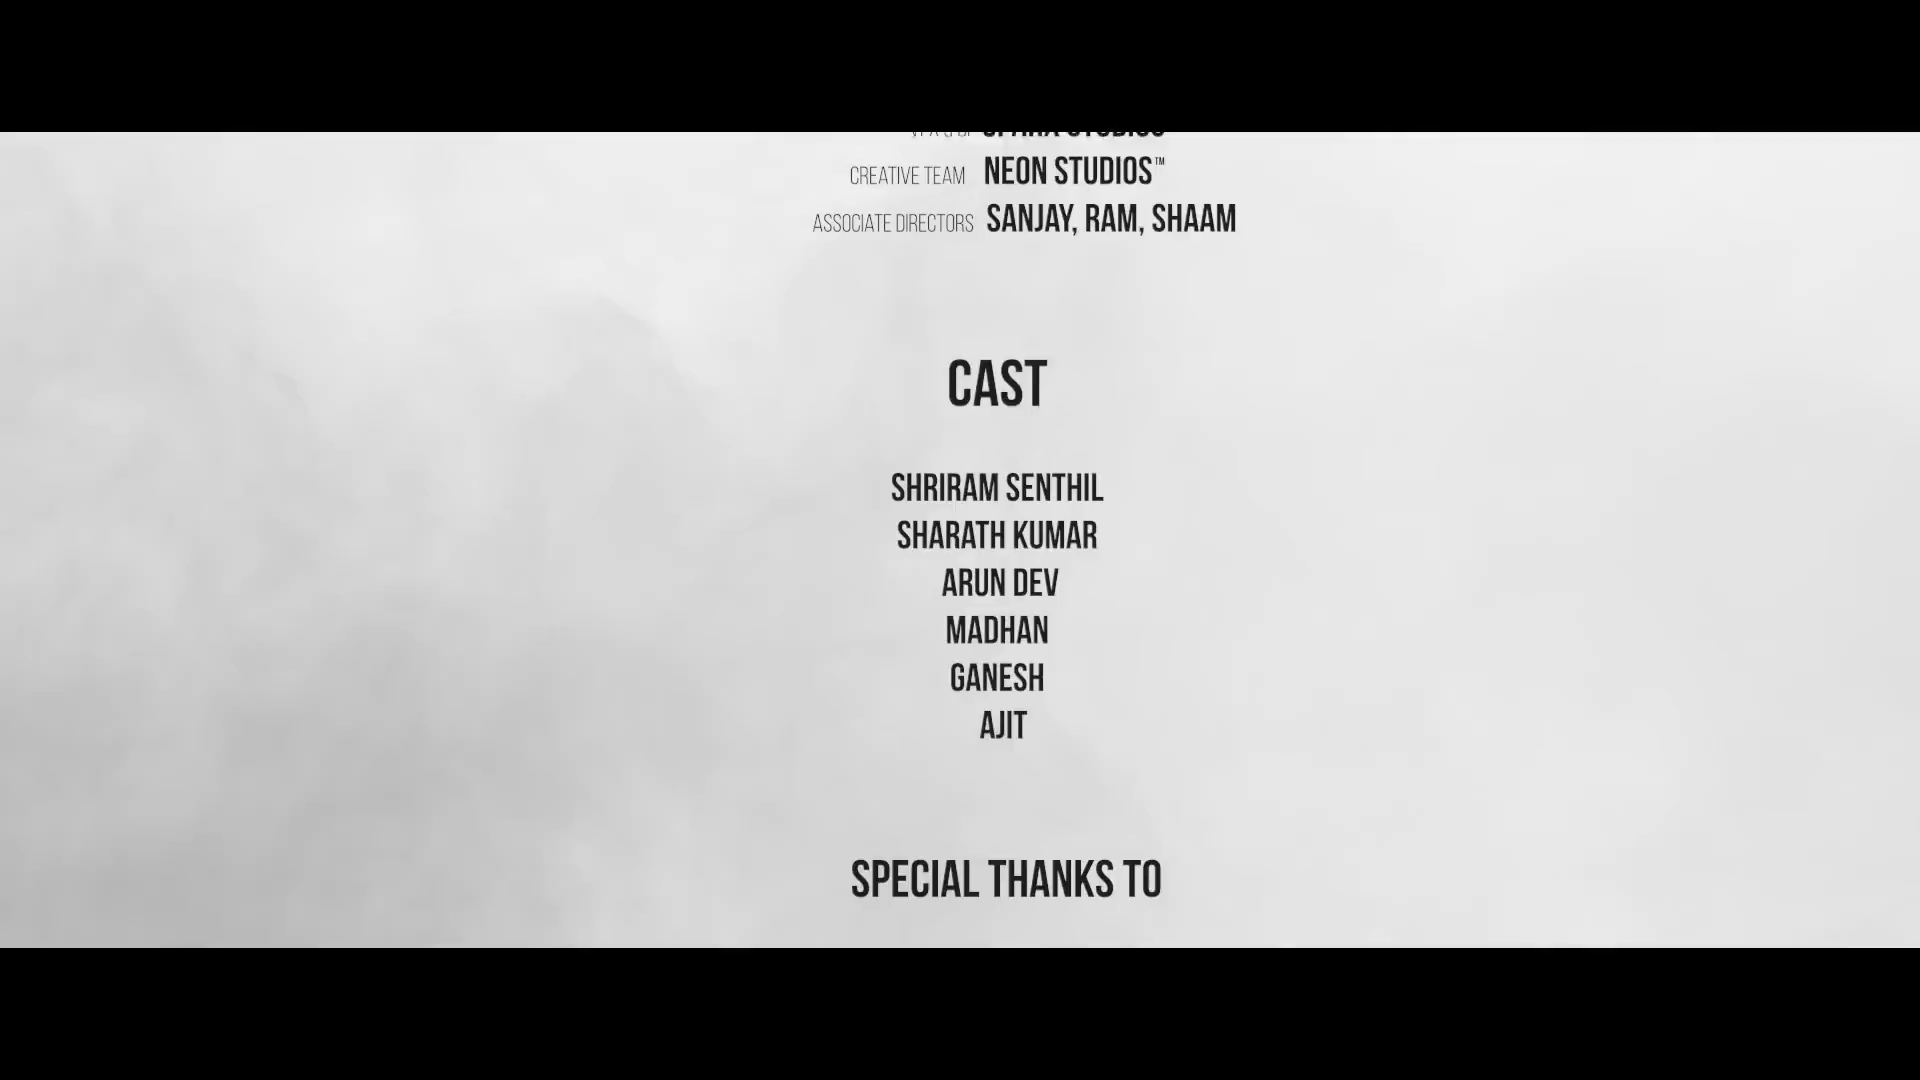 STUDIOS
CREATIVE TEAM NEON STUDIOS™
ASSOCIATE DIRECTORS SANJAY, RAM, SHAAM
CAST
SHRIRAM SENTHIL
SHARATH KUMAR
ARUN DEV
MADHAN
GANESH
AJIT
SPECIAL THANKS TO